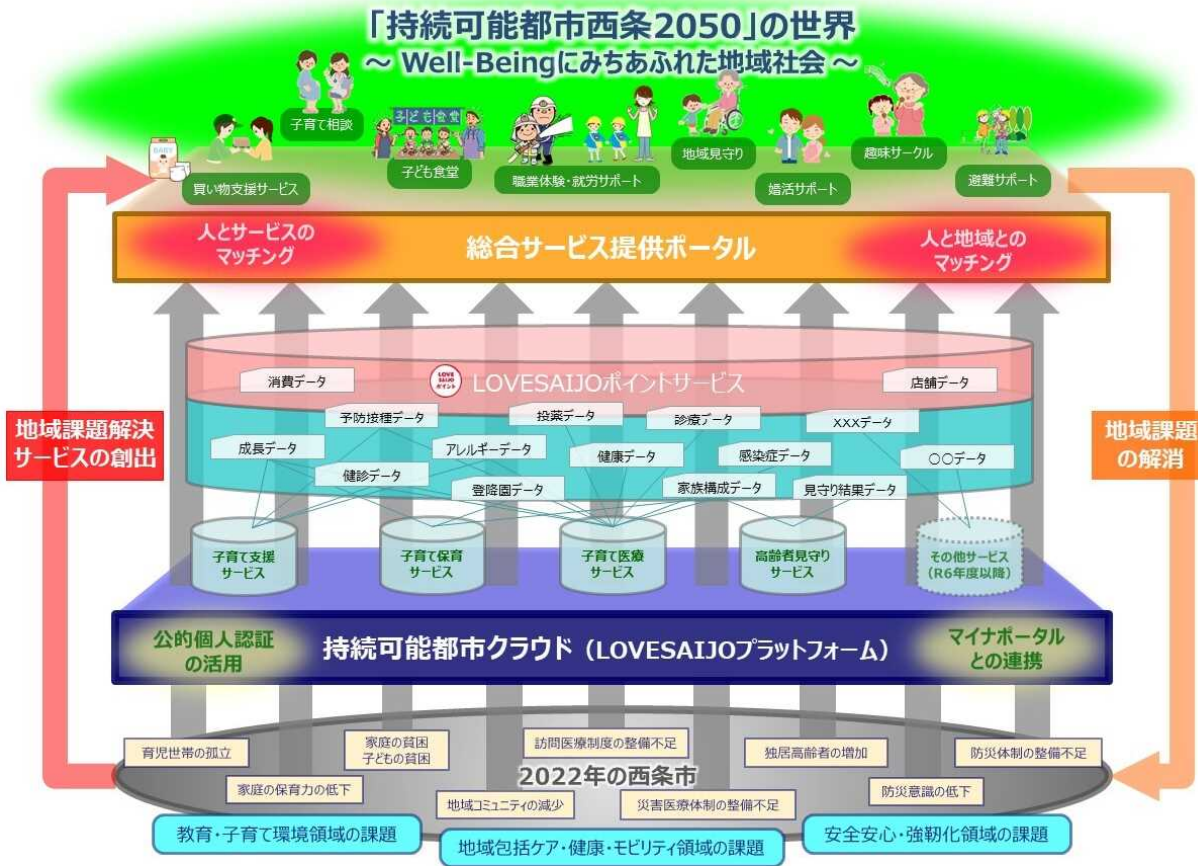 「持続可能都市西条2050」の世界
～ Well-Beingにみちあふれた地域社会 ～
子育て相談
子ども食堂
BABY
買い物支援サービス
子ども食堂
職業体験・就労サポート
地域見守り
婚活サポート
趣味サークル
避難サポート
人とサービスの
マッチング
総合サービス提供ポータル
人と地域との
マッチング
消費データ
LOVE
SAIJO
ポイント
LOVESAIJOポイントサービス
店舗データ
予防接種データ
投薬データ
診療データ
XXXデータ
成長データ
アレルギーデータ
健康データ
感染症データ
○○データ
健診データ
登降園データ
家族構成データ
見守り結果データ
地域課題解決
サービスの創出
地域課題
の解消
子育て支援
サービス
子育て保育
サービス
子育て医療
サービス
高齢者見守り
サービス
その他サービス
(R6年度以降)
公的個人認証
の活用
持続可能都市クラウド（LOVESAIJOプラットフォーム）
マイナポータル
との連携
育児世帯の孤立
家庭の貧困
子どもの貧困
訪問医療制度の整備不足
独居高齢者の増加
防災体制の整備不足
2022年の西条市
家庭の保育力の低下
地域コミュニティの減少
災害医療体制の整備不足
防災意識の低下
教育・子育て環境領域の課題
地域包括ケア・健康・モビリティ領域の課題
安全安心・強靭化領域の課題